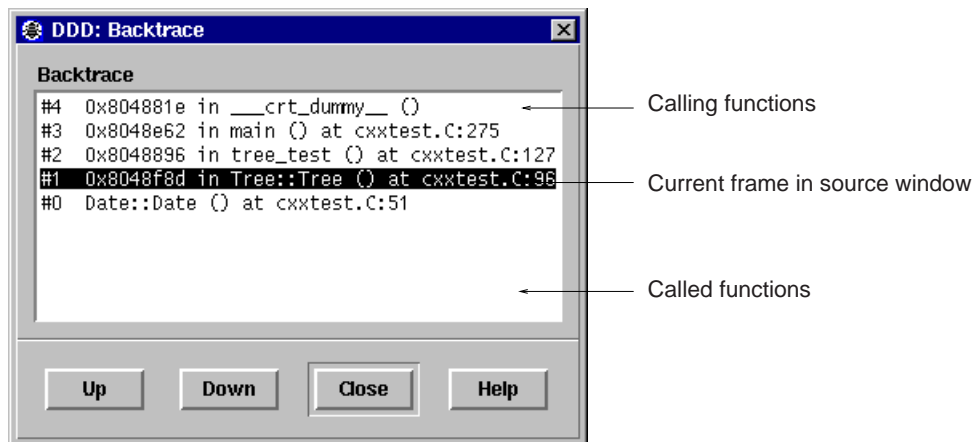 DDD: Backtrace
Backtrace
#4 0x804881e in ___crt_dummy__ ()
#3 0x8048e62 in main () at cxxtest.C:275
#2 0x8048896 in tree_test () at cxxtest.C:127
#1 0x8048f8d in Tree::Tree () at cxxtest.C:96
#0 Date::Date () at cxxtest.C:51
Up Down Close Help
Calling functions
Current frame in source window
Called functions